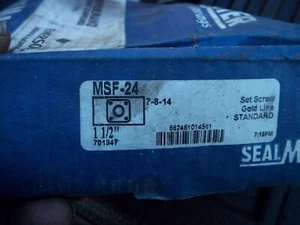 MSF-24
7-8-14
1 1/2"
701947
662461014561
Set Screw
Gold Line
STANDARD
7:19PM
SEALM